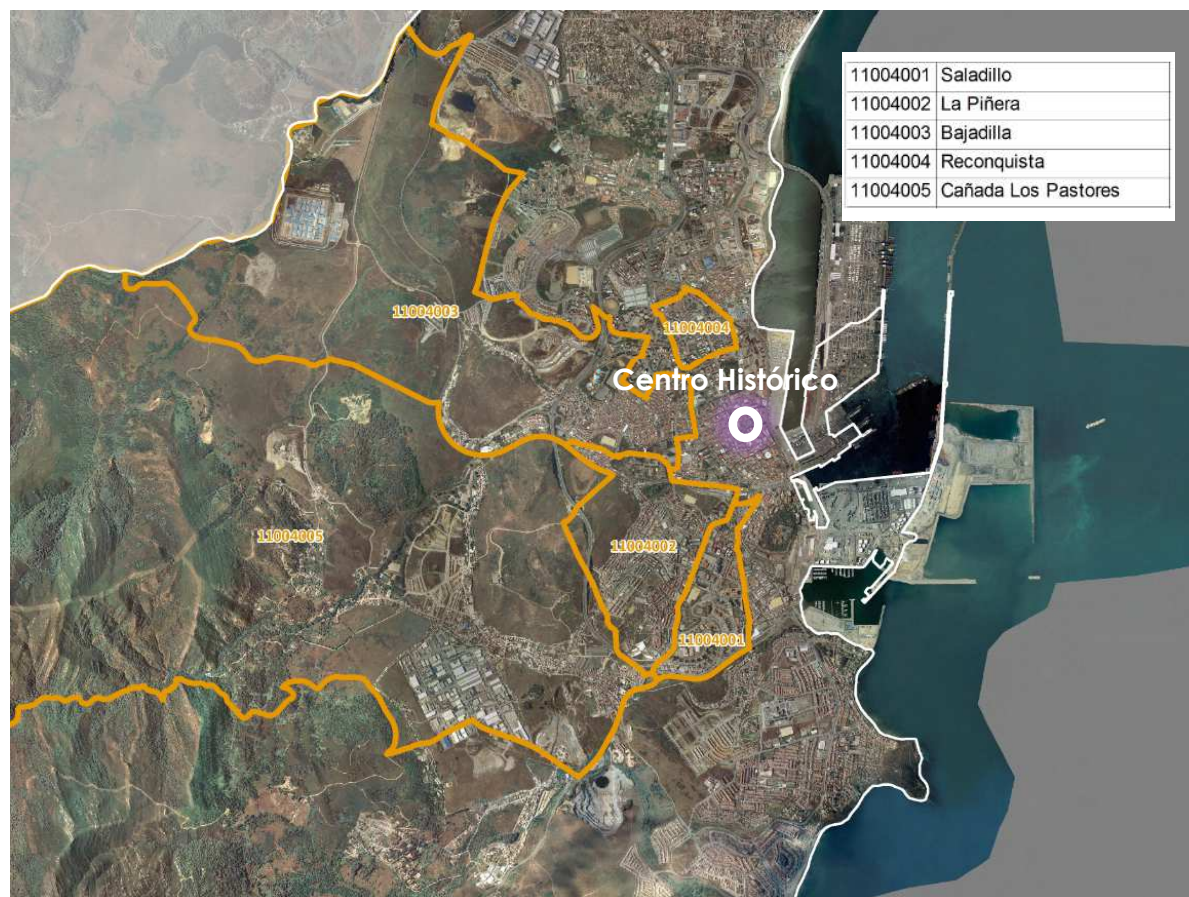 11004001 Saladillo
11004002 La Piñera
11004003 Bajadilla
11004004 Reconquista
11004005 Cañada Los Pastores
11004003
11004004
Centro Histórico
11004005
11004002
11004001